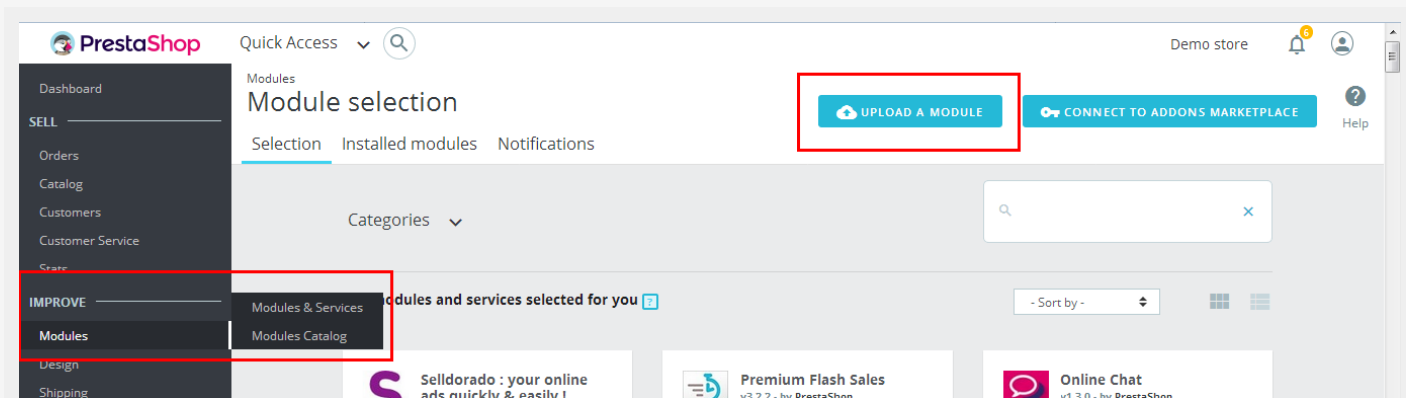 PrestaShop
Quick Access
Demo store
6
Dashboard
SELL
Orders
Catalog
Customers
Customer Service
Stats
IMPROVE
Modules
Design
Shipping
Modules & Services
Modules Catalog
Modules
Module selection
UPLOAD A MODULE
CONNECT TO ADDONS MARKETPLACE
?
Help
Selection Installed modules Notifications
Categories
odules and services selected for you ?
- Sort by -
Selldorado : your online
ads quickly & easily !
Premium Flash Sales
v3.2.2 - by PrestaShop
Online Chat
v1.3.0 - by PrestaShop